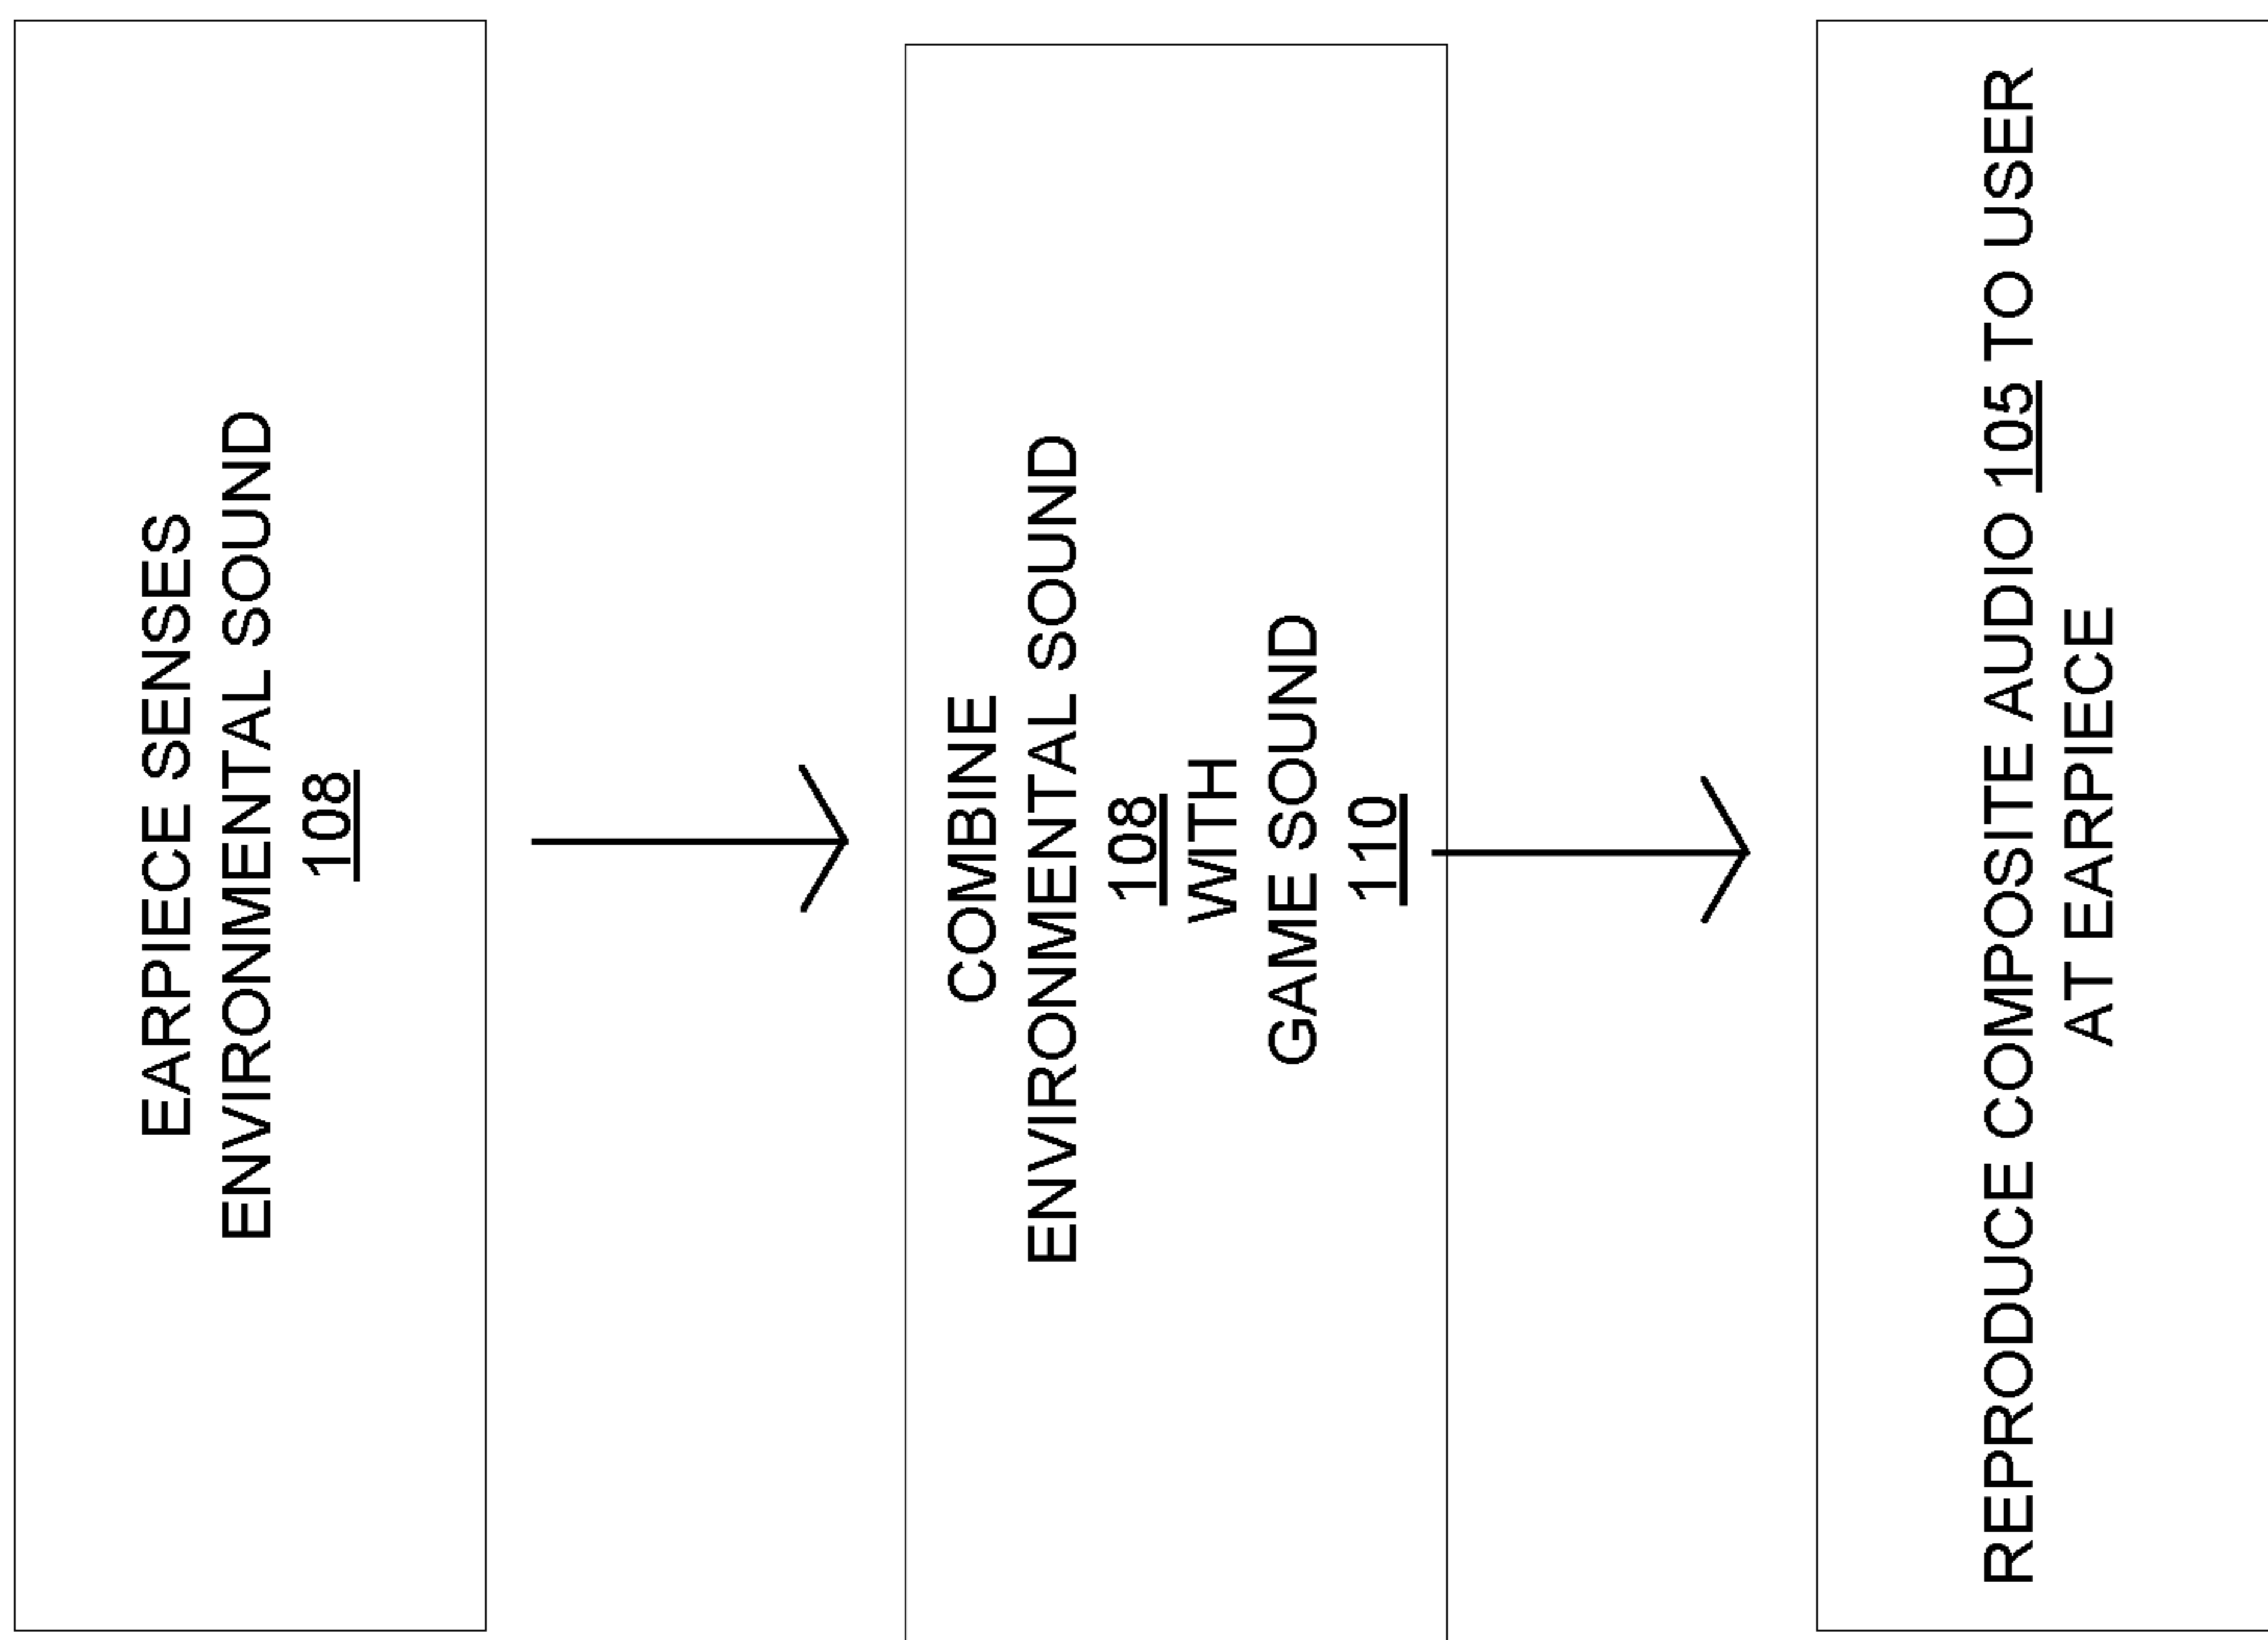 EARPIECE SENSES
ENVIRONMENTAL SOUND
108
COMBINE
ENVIRONMENTAL SOUND
108
WITH
GAME SOUND
110
REPRODUCE COMPOSITE AUDIO 105 TO USER
AT EARPIECE